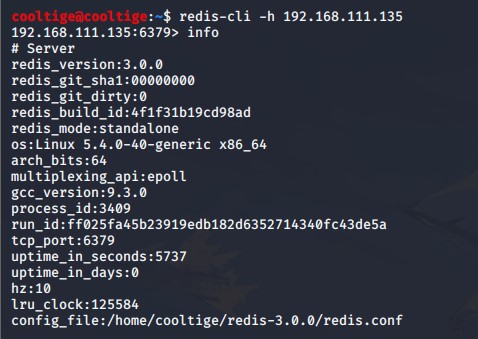 cooltige@cooltige:~$ redis-cli -h 192.168.111.135
192.168.111.135:6379> info
# Server
redis_version:3.0.0
redis_git_sha1:00000000
redis_git_dirty:0
redis_build_id:4f1f31b19cd98ad
redis_mode:standalone
os:Linux 5.4.0-40-generic x86_64
arch_bits:64
multiplexing_api:epoll
gcc_version:9.3.0
process_id:3409
run_id:ff025fa45b23919edb182d6352714340fc43de5a
tcp_port:6379
uptime_in_seconds:5737
uptime_in_days:0
hz:10
lru_clock:125584
config_file:/home/cooltige/redis-3.0.0/redis.conf